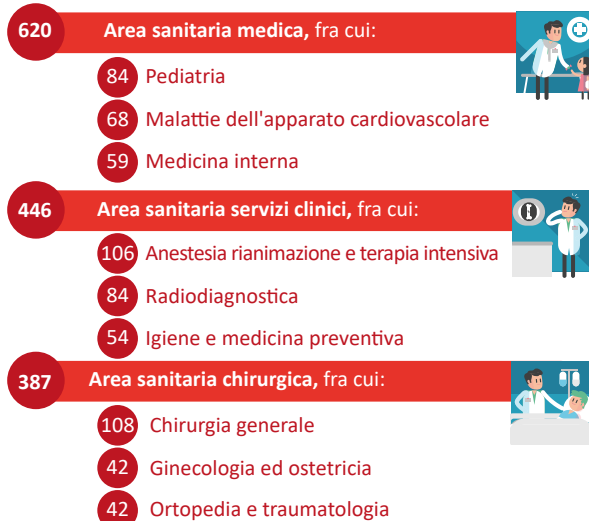 620 Area sanitaria medica, fra cui:
84 Pediatria
68 Malattie dell'apparato cardiovascolare
59 Medicina interna
446 Area sanitaria servizi clinici, fra cui:
106 Anestesia rianimazione e terapia intensiva
84 Radiodiagnostica
54 Igiene e medicina preventiva
387 Area sanitaria chirurgica, fra cui:
108 Chirurgia generale
42 Ginecologia ed ostetricia
42 Ortopedia e traumatologia